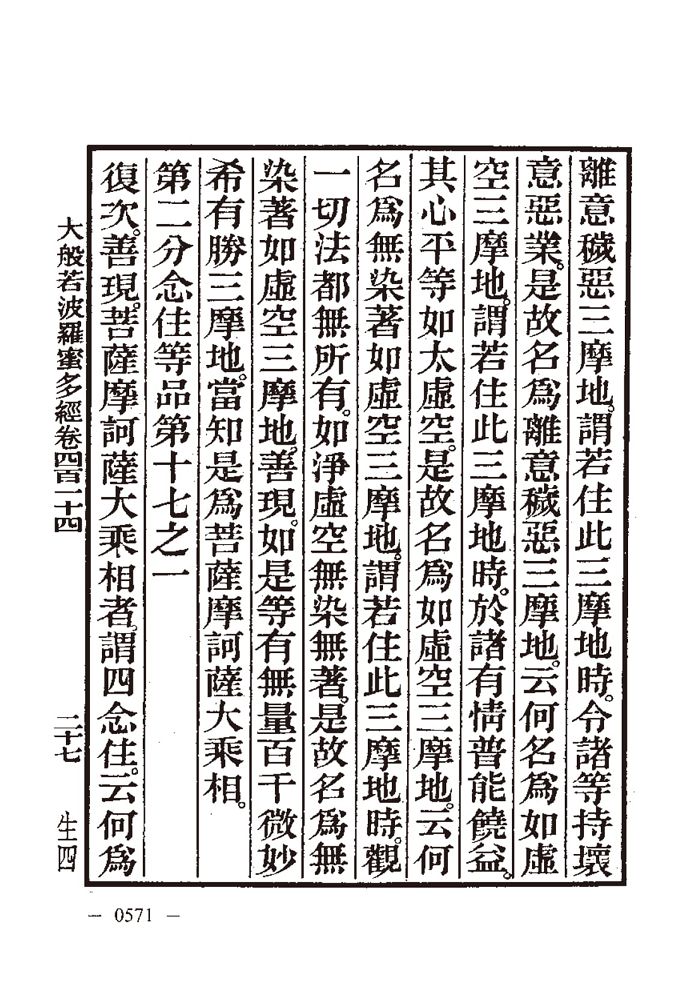 離意穢惡三摩地。謂若住此三摩地時。令諸等持壞
意惡業。是故名爲離意穢惡三摩地。云何名爲如虛
空三摩地。謂若住此三摩地時。於諸有情普能饒益。
其心平等如太虛空。是故名爲如虛空三摩地。云何
名爲無染著如虛空三摩地。謂若住此三摩地時。觀
一切法都無所有。如淨虛空無染無著。是故名爲無
染著如虛空三摩地。善現。如是等有無量百千微妙
希有勝三摩地。當知是爲菩薩摩訶薩大乘相。
第二分念住等品第十七之一
復次。善現。菩薩摩訶薩大乘相者。謂四念住。云何爲
大般若波羅蜜多經卷四百一十四
二十七
生四
— 0571 —